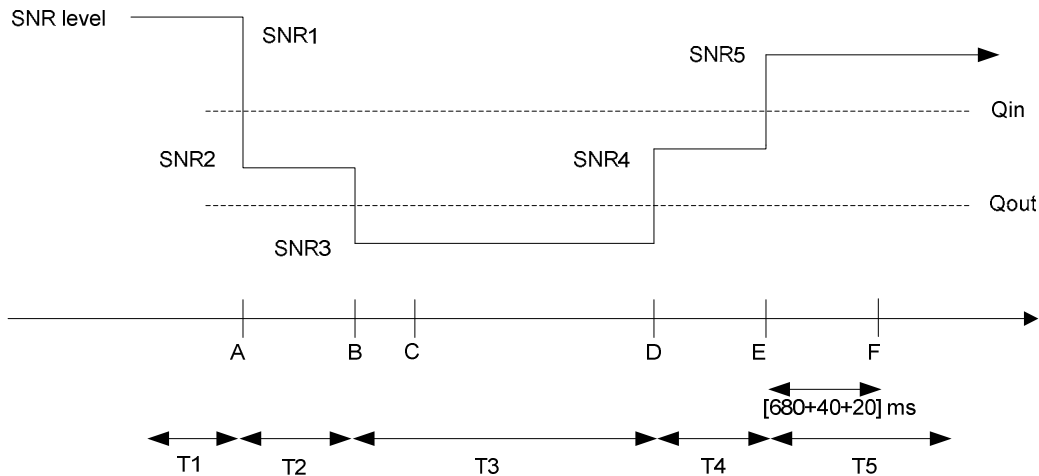 SNR level
SNR1
SNR5
Qin
SNR2
SNR4
Qout
SNR3
A
B
C
D
E
F
[680+40+20] ms
T1
T2
T3
T4
T5